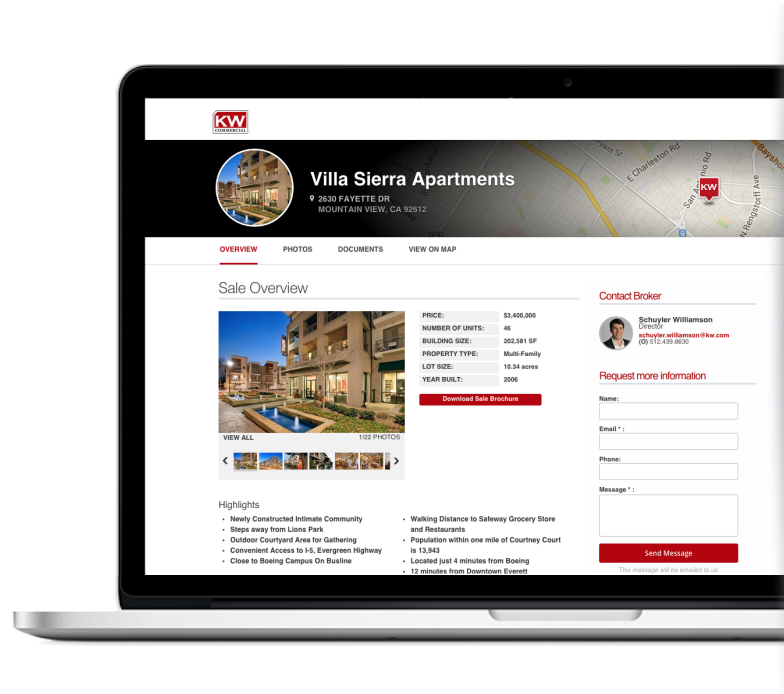 KW
COMMERCIAL
Villa Sierra Apartments
2630 FAYETTE DR
MOUNTAIN VIEW, CA 92612
E Charleston Rd
San Antonio Rd
KW
Baysho
N Rengstorff Ave
OVERVIEW PHOTOS DOCUMENTS VIEW ON MAP
Sale Overview
PRICE: $3,400,000
NUMBER OF UNITS: 46
BUILDING SIZE: 202,581 SF
PROPERTY TYPE: Multi-Family
LOT SIZE: 10.34 acres
YEAR BUILT: 2006
Download Sale Brochure
VIEW ALL 1/22 PHOTOS
Highlights
• Newly Constructed Intimate Community
• Steps away from Lions Park
• Outdoor Courtyard Area for Gathering
• Convenient Access to I-5, Evergreen Highway
• Close to Boeing Campus On Busline
• Walking Distance to Safeway Grocery Store
and Restaurants
• Population within one mile of Courtney Court
is 13,943
• Located just 4 minutes from Boeing
• 12 minutes from Downtown Everett
Contact Broker
Schuyler Williamson
Director
schuyler.williamson@kw.com
(O) 512.439.8630
Request more information
Name:
Email * :
Phone:
Message * :
Send Message
This message will be emailed to us.